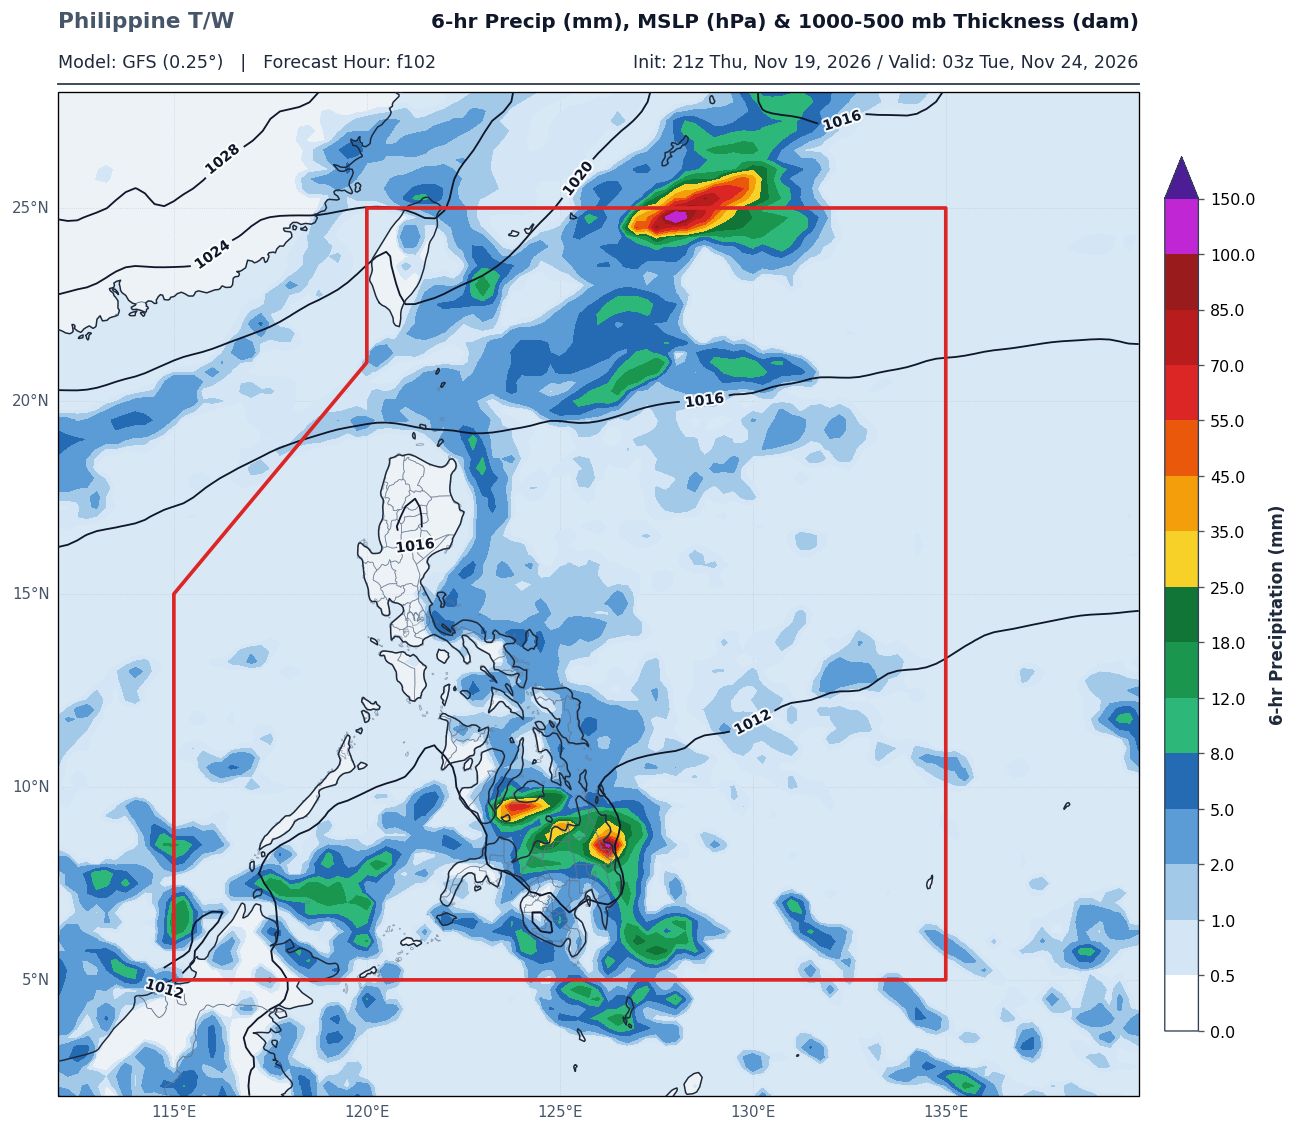 Philippine T/W
6-hr Precip (mm), MSLP (hPa) & 1000-500 mb Thickness (dam)
Model: GFS (0.25°) | Forecast Hour: f102
Init: 21z Thu, Nov 19, 2026 / Valid: 03z Tue, Nov 24, 2026
1028
1024
1020
1016
1016
1016
1012
1012
25°N
20°N
15°N
10°N
5°N
115°E
120°E
125°E
130°E
135°E
150.0
100.0
85.0
70.0
55.0
45.0
35.0
25.0
18.0
12.0
8.0
5.0
2.0
1.0
0.5
0.0
6-hr Precipitation (mm)